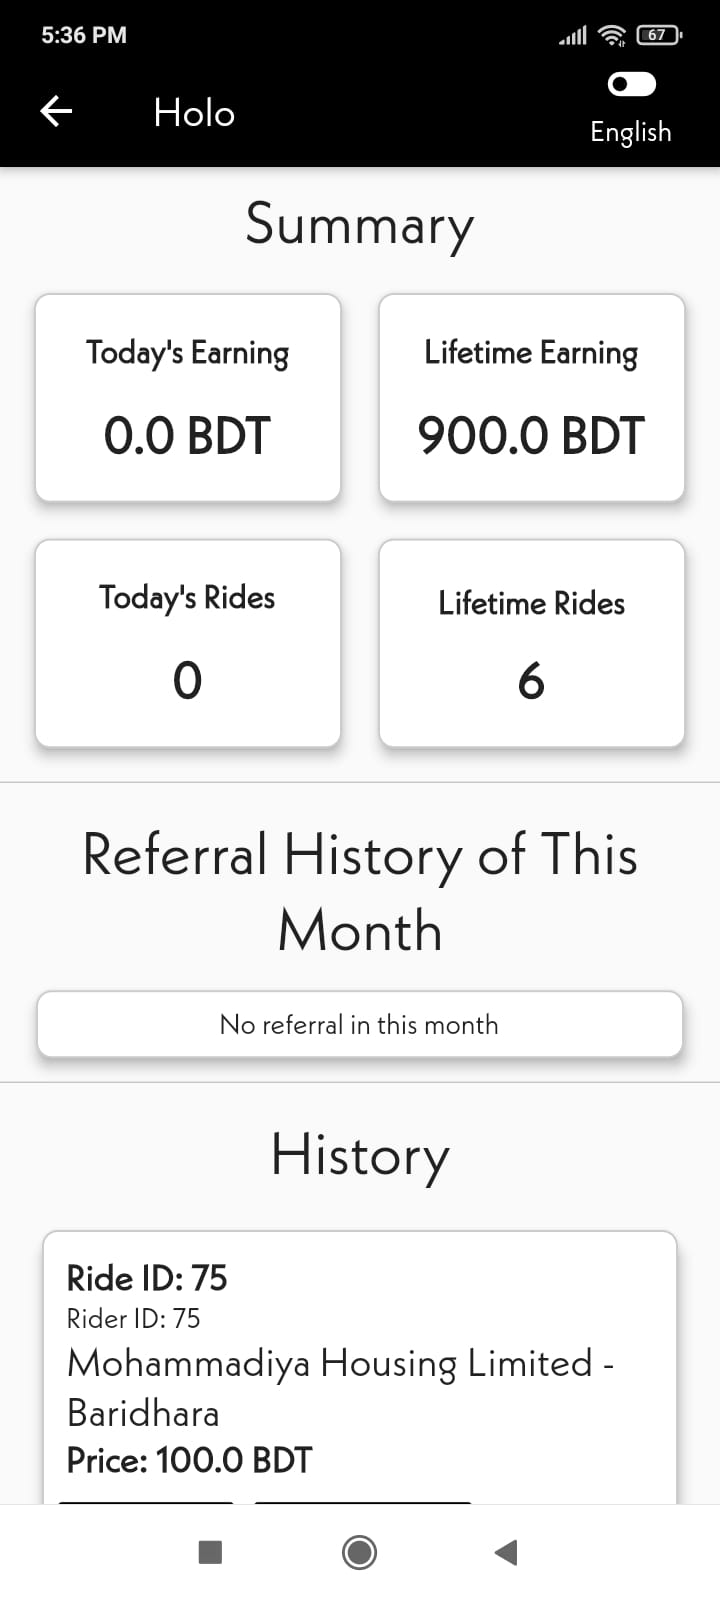 5:36 PM
67
Holo
English
Summary
Today's Earning
0.0 BDT
Lifetime Earning
900.0 BDT
Today's Rides
0
Lifetime Rides
6
Referral History of This
Month
No referral in this month
History
Ride ID: 75
Rider ID: 75
Mohammadiya Housing Limited -
Baridhara
Price: 100.0 BDT